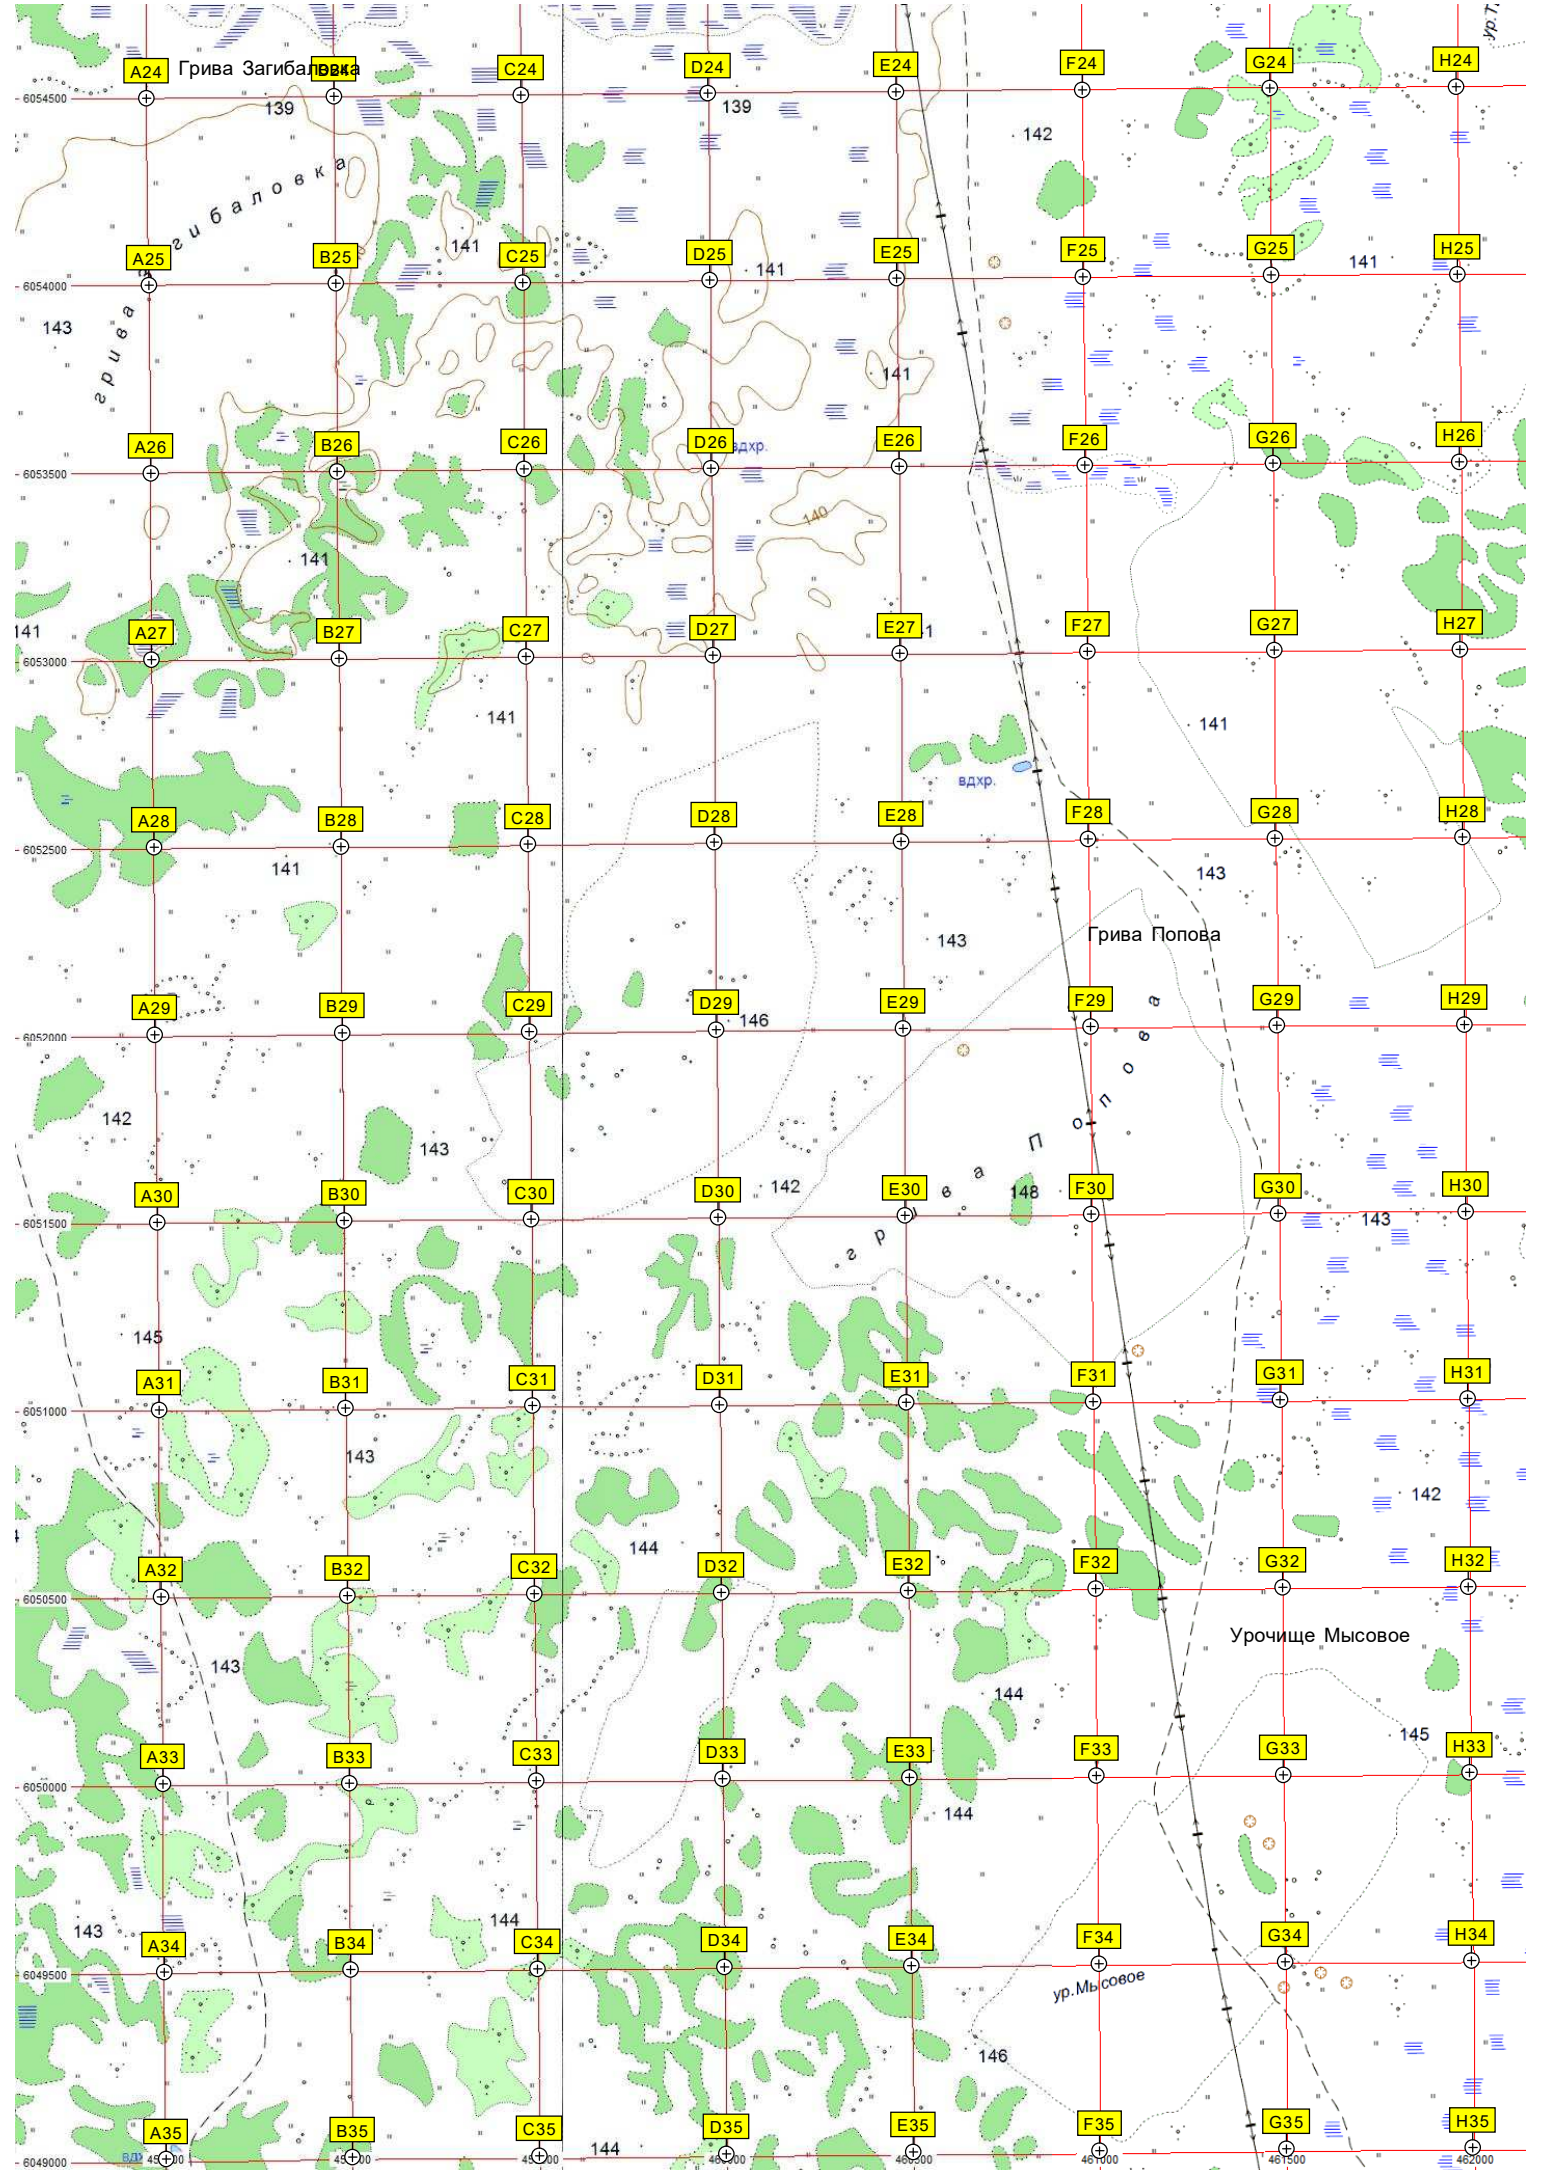 ур.Т
A24 Грива Загибаловка C24 D24 E24 F24 G24 H24
6054500 139 139 142
гибаловка
A25 B25 141 C25 D25 141 E25 F25 G25 141 H25
6054000
143 грива 141
A26 B26 C26 D26 вдхр. E26 F26 G26 H26
6053500
140
141
141 A27 B27 C27 D27 E27 1 F27 G27 H27
6053000
141 141
вдхр.
A28 B28 C28 D28 E28 F28 G28 H28
6052500
141 143
143 Грива Попова
A29 B29 C29 D29 146 E29 F29 G29 H29
6052000
142 143
грива Попова
A30 B30 C30 D30 142 E30 148 F30 G30 H30
6051500 143
145
A31 B31 C31 D31 E31 F31 G31 H31
6051000
143 142
144
A32 B32 C32 D32 E32 F32 G32 H32
6050500
Урочище Мысовое
143 144
145
A33 B33 C33 D33 E33 F33 G33 H33
6050000
144
143 144
A34 B34 C34 D34 E34 F34 G34 H34
6049500
ур.Мысовое
146
A35 B35 C35 D35 E35 F35 G35 H35
6049000 144 461000 461500 462000